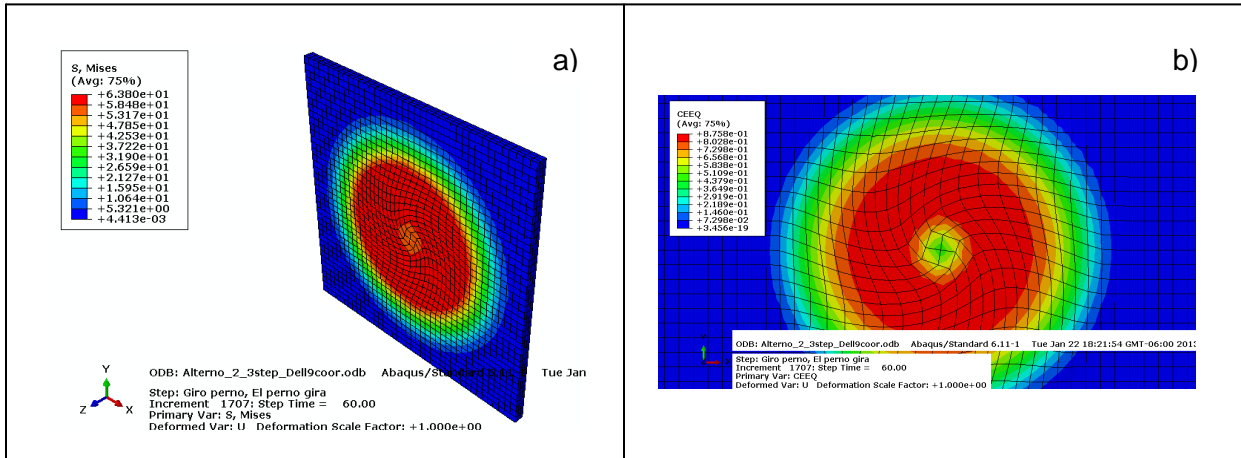 a)
S, Mises
(Avg: 75%)
+6.380e+01
+5.848e+01
+5.317e+01
+4.785e+01
+4.253e+01
+3.722e+01
+3.190e+01
+2.659e+01
+2.127e+01
+1.595e+01
+1.064e+01
+5.321e+00
+4.413e-03
Y
Z
X
ODB: Alterno_2_3step_Dell9coor.odb Abaqus/Standard Tue Jan
Step: Giro perno, El perno gira
Increment 1707: Step Time = 60.00
Primary Var: S, Mises
Deformed Var: U Deformation Scale Factor: +1.000e+00
b)
CEEQ
(Avg: 75%)
+8.758e-01
+8.028e-01
+7.298e-01
+6.568e-01
+5.838e-01
+5.109e-01
+4.379e-01
+3.649e-01
+2.919e-01
+2.189e-01
+1.460e-01
+7.298e-02
+3.456e-19
ODB: Alterno_2_3step_Dell9coor.odb Abaqus/Standard 6.11-1 Tue Jan 22 18:21:54 GMT-06:00 2013
Step: Giro perno, El perno gira
Increment 1707: Step Time = 60.00
Primary Var: CEEQ
Deformed Var: U Deformation Scale Factor: +1.000e+00